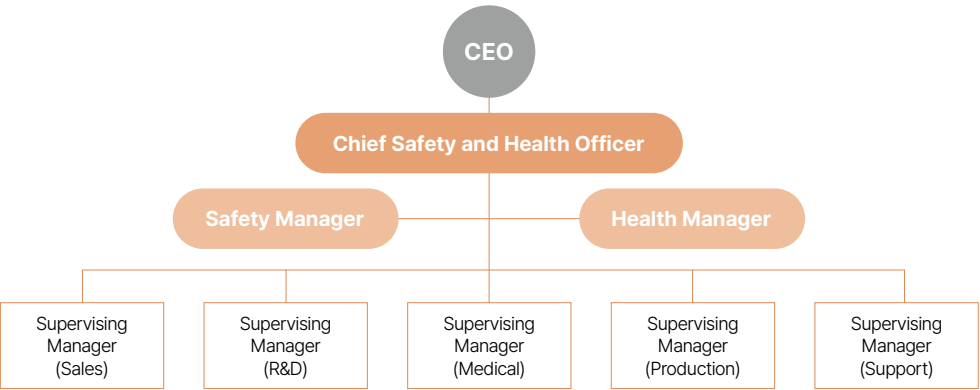 CEO
Chief Safety and Health Officer
Safety Manager
Health Manager
Supervising
Manager
(Sales)
Supervising
Manager
(R&D)
Supervising
Manager
(Medical)
Supervising
Manager
(Production)
Supervising
Manager
(Support)